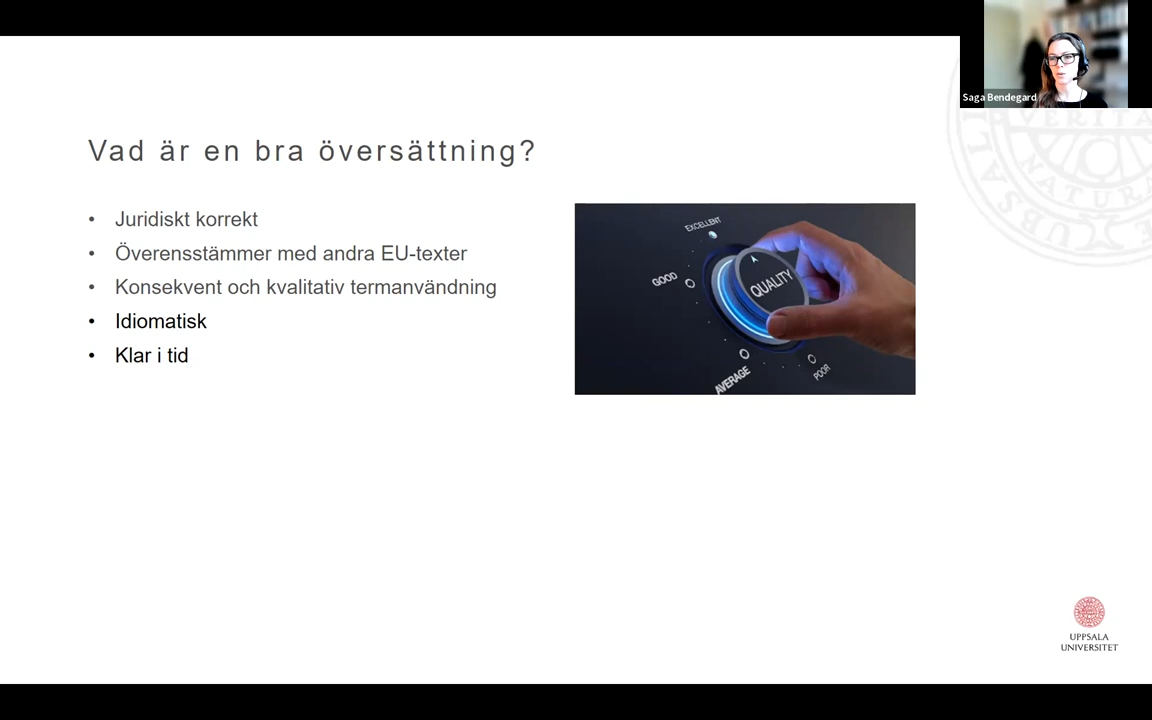 Saga Bendegard
Vad är en bra översättning?
• Juridiskt korrekt
• Överensstämmer med andra EU-texter
• Konsekvent och kvalitativ termanvändning
• Idiomatisk
• Klar i tid
EXCELLENT
GOOD
QUALITY
AVERAGE
POOR
UPPSALA
UNIVERSITET